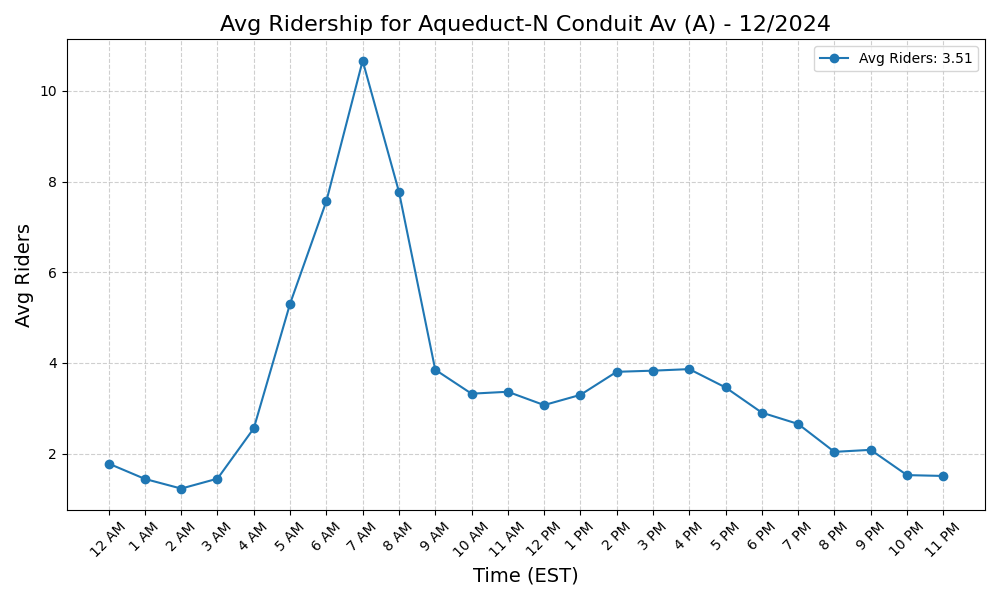 Avg Ridership for Aqueduct-N Conduit Av (A) - 12/2024
Avg Riders: 3.51
Avg Riders
10
8
6
4
2
12 AM
1 AM
2 AM
3 AM
4 AM
5 AM
6 AM
7 AM
8 AM
9 AM
10 AM
11 AM
12 PM
1 PM
2 PM
3 PM
4 PM
5 PM
6 PM
7 PM
8 PM
9 PM
10 PM
11 PM
Time (EST)